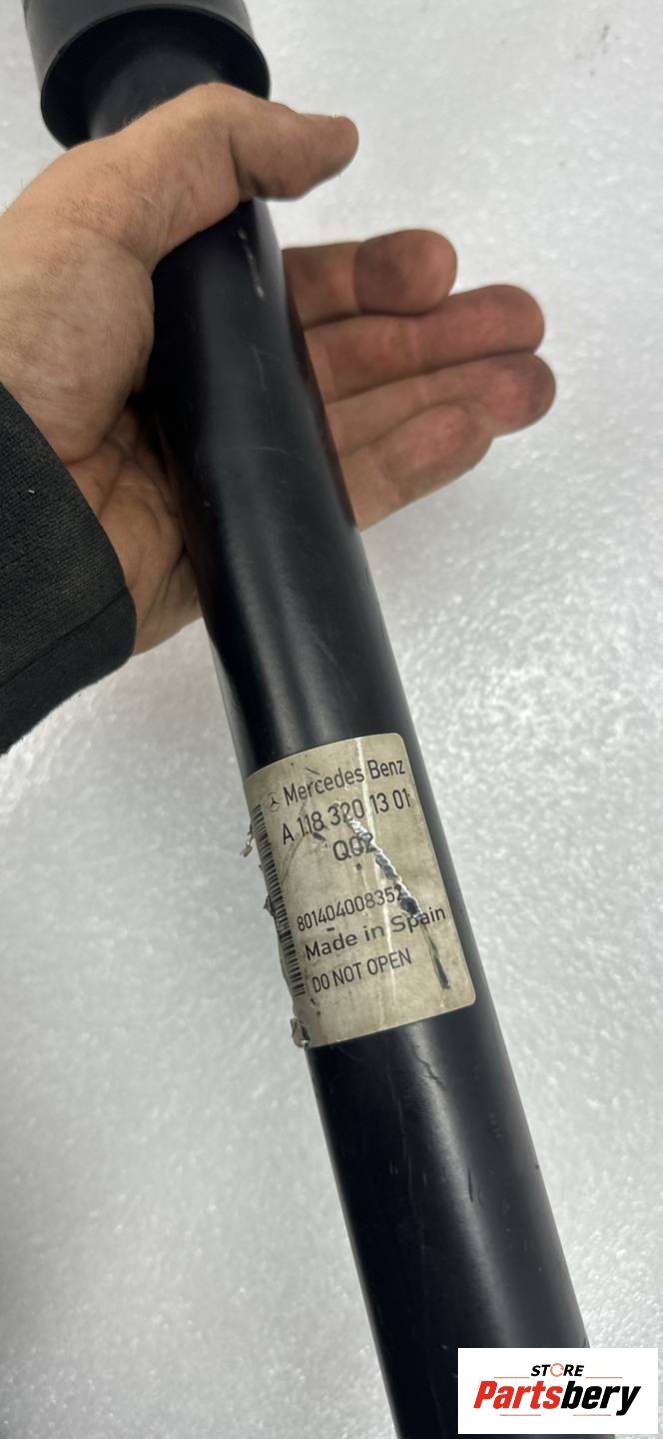 Mercedes Benz
A 118 320 13 01
Q02
801404008352
Made in Spain
DO NOT OPEN
STORE
Partsbery